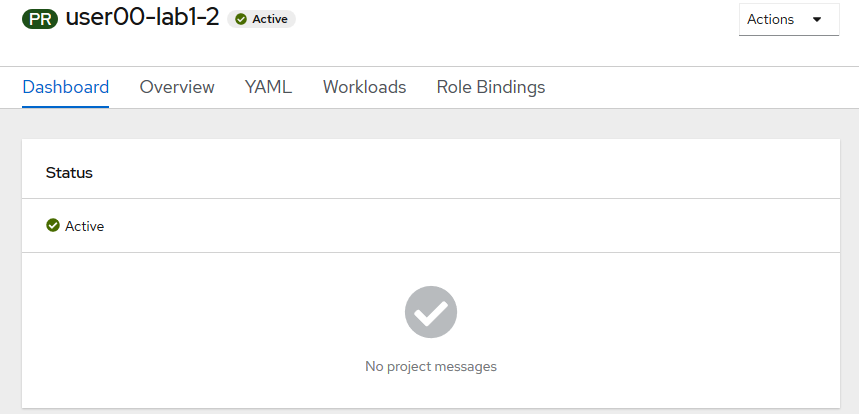 PR user00-lab1-2 Active Actions
Dashboard Overview YAML Workloads Role Bindings
Status
Active
No project messages